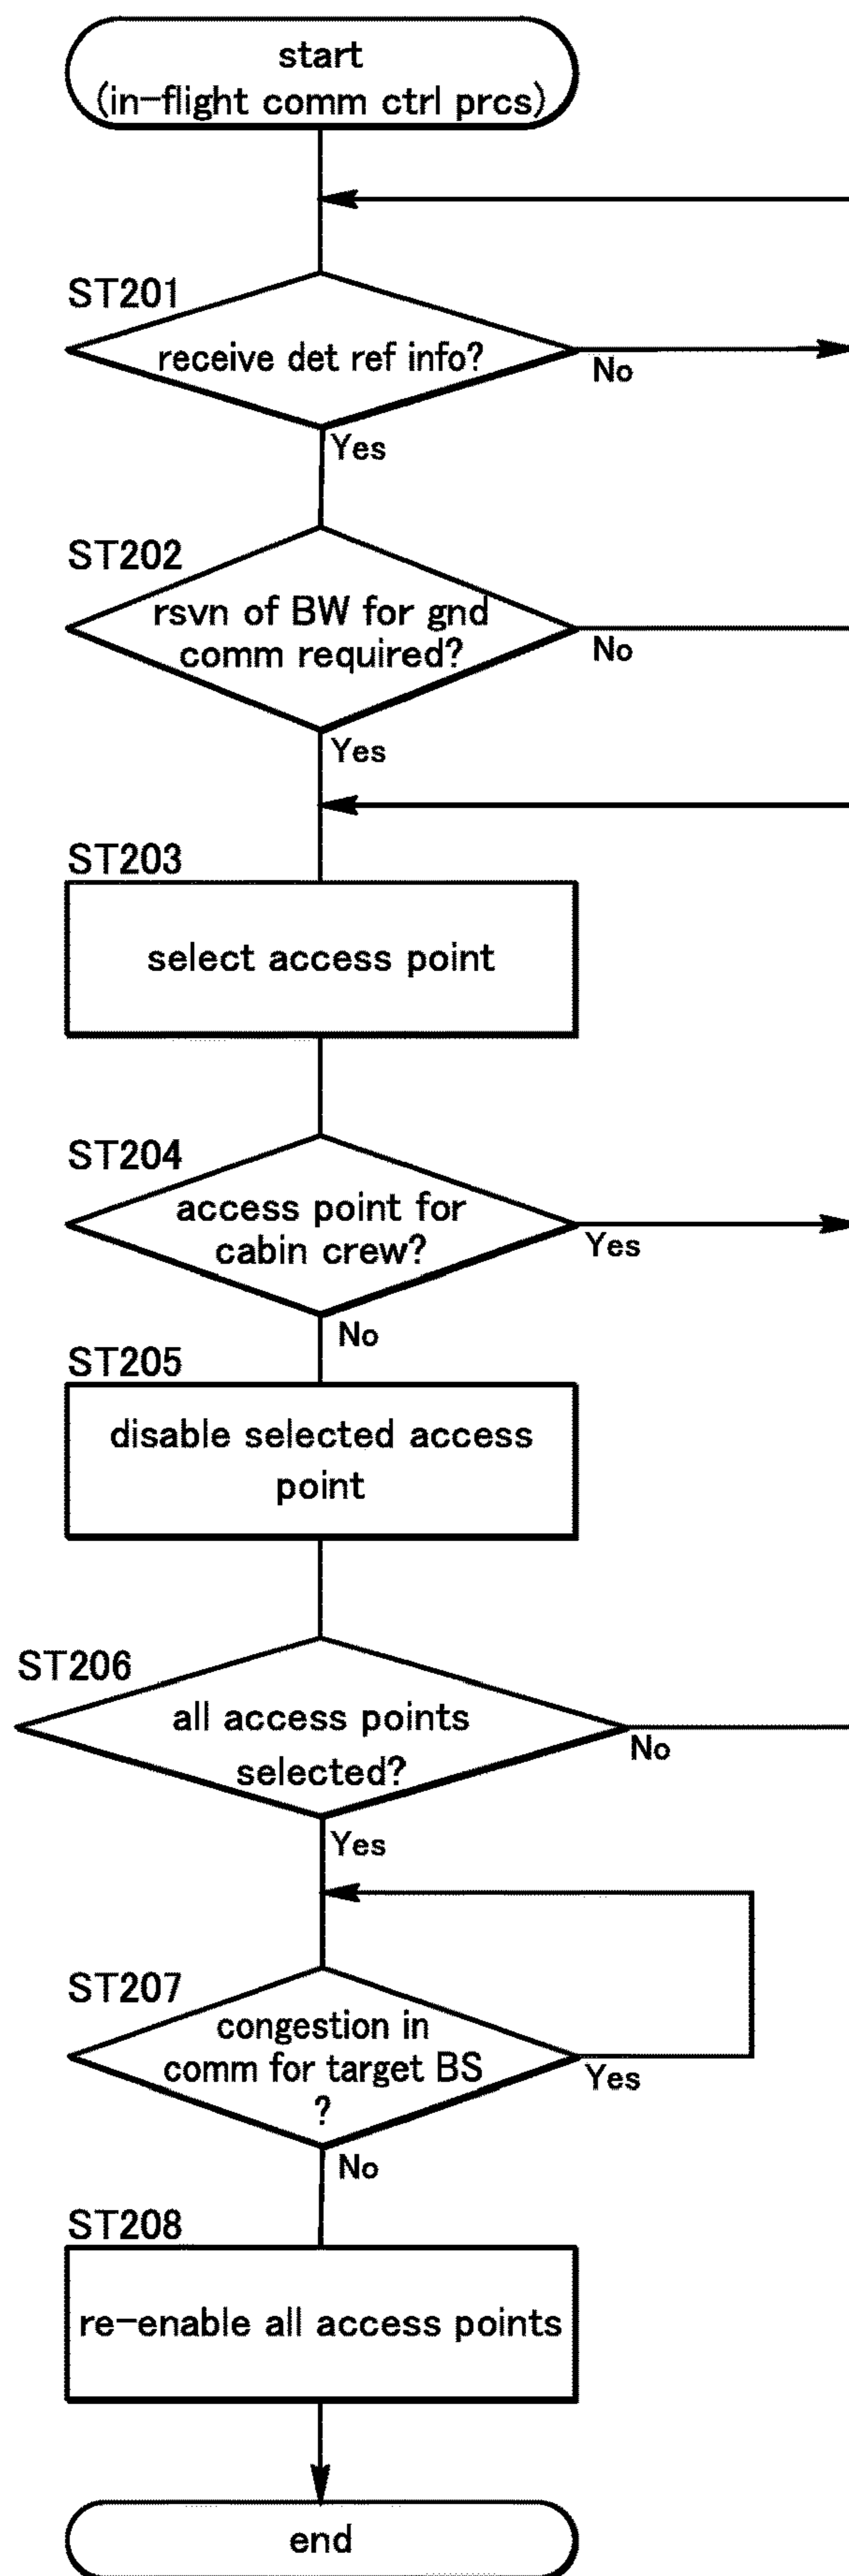 start
(in-flight comm ctrl prcs)
ST201
receive det ref info?
No
Yes
ST202
rsvn of BW for gnd
comm required?
No
Yes
ST203
select access point
ST204
access point for
cabin crew?
Yes
No
ST205
disable selected access
point
ST206
all access points
selected?
No
Yes
ST207
congestion in
comm for target BS
?
Yes
No
ST208
re-enable all access points
end